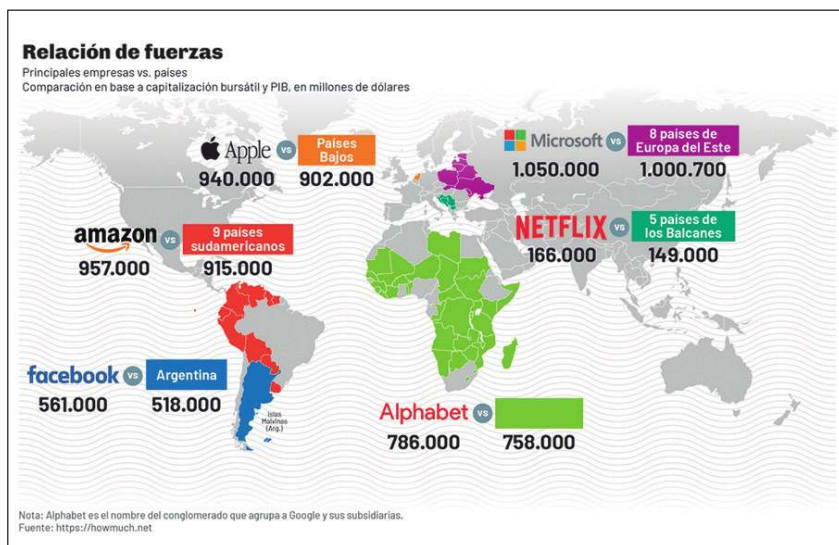 Relación de fuerzas
Principales empresas vs. países
Comparación en base a capitalización bursátil y PIB, en millones de dólares
Apple vs Países Bajos
940.000 902.000
Microsoft vs 8 países de Europa del Este
1.050.000 1.000.700
amazon vs 9 países sudamericanos
957.000 915.000
NETFLIX vs 5 países de los Balcanes
166.000 149.000
facebook vs Argentina
561.000 518.000
Islas Malvinas (Arg.)
Alphabet vs
786.000 758.000
Nota: Alphabet es el nombre del conglomerado que agrupa a Google y sus subsidiarias.
Fuente: https://howmuch.net